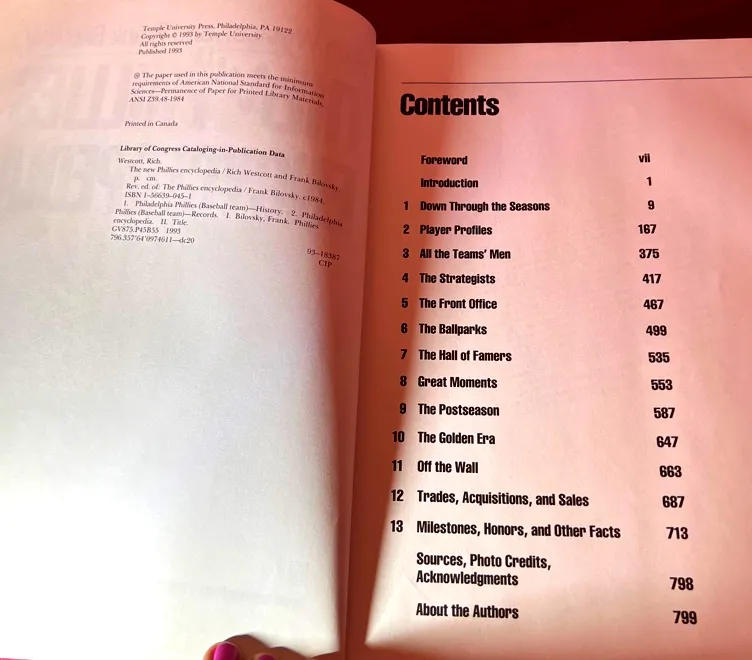 Temple University Press, Philadelphia, PA 19122
Copyright © 1993 by Temple University
All rights reserved
Published 1993
∞ The paper used in this publication meets the minimum
requirements of American National Standard for Information
Sciences—Permanence of Paper for Printed Library Materials,
ANSI Z39.48-1984
Printed in Canada
Library of Congress Cataloging-in-Publication Data
Westcott, Rich.
The new Phillies encyclopedia / Rich Westcott and Frank Bilovsky.
p. cm.
Rev. ed. of: The Phillies encyclopedia / Frank Bilovsky. c1984.
ISBN 1-56639-045-1
1. Philadelphia Phillies (Baseball team)—History. 2. Philadelphia
Phillies (Baseball team)—Records. I. Bilovsky, Frank. Phillies
encyclopedia. II. Title.
GV875.P45B55 1993
796.357'64'0974811—dc20
93-18387
CIP
Contents
Foreword vii
Introduction 1
1 Down Through the Seasons 9
2 Player Profiles 167
3 All the Teams' Men 375
4 The Strategists 417
5 The Front Office 467
6 The Ballparks 499
7 The Hall of Famers 535
8 Great Moments 553
9 The Postseason 587
10 The Golden Era 647
11 Off the Wall 663
12 Trades, Acquisitions, and Sales 687
13 Milestones, Honors, and Other Facts 713
Sources, Photo Credits,
Acknowledgments 798
About the Authors 799